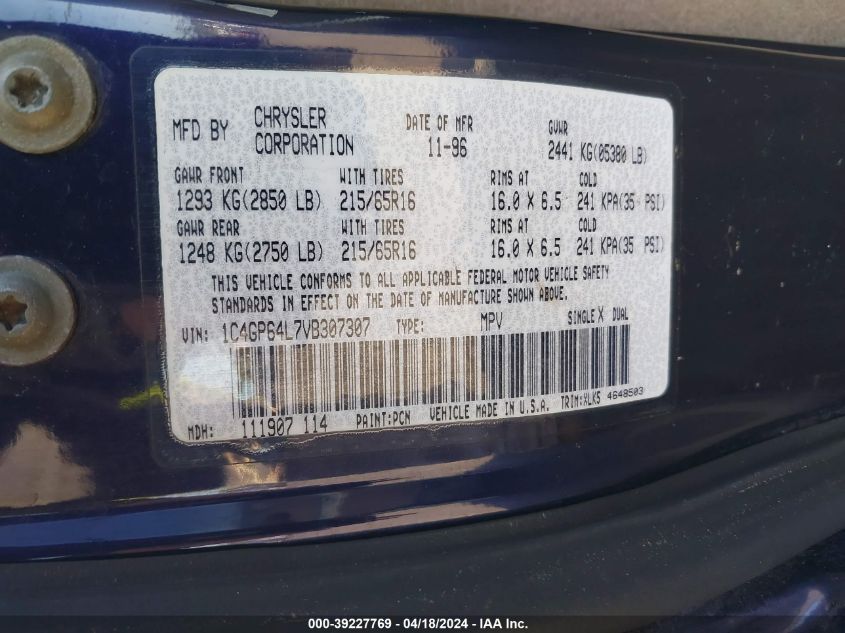 MFD BY CHRYSLER CORPORATION DATE OF MFR 11-96 GVWR 2441 KG(05380 LB)
GAWR FRONT WITH TIRES RIMS AT COLD
1293 KG(2850 LB) 215/65R16 16.0 X 6.5 241 KPA(35 PSI)
GAWR REAR WITH TIRES RIMS AT COLD
1248 KG(2750 LB) 215/65R16 16.0 X 6.5 241 KPA(35 PSI)
THIS VEHICLE CONFORMS TO ALL APPLICABLE FEDERAL MOTOR VEHICLE SAFETY
STANDARDS IN EFFECT ON THE DATE OF MANUFACTURE SHOWN ABOVE.
VIN: 1C4GP64L7VB307307 TYPE: MPV SINGLE X DUAL
MDH: 111907 114 PAINT:PCN VEHICLE MADE IN U.S.A. TRIM:XLKS 4648503
000-39227769 - 04/18/2024 - IAA Inc.